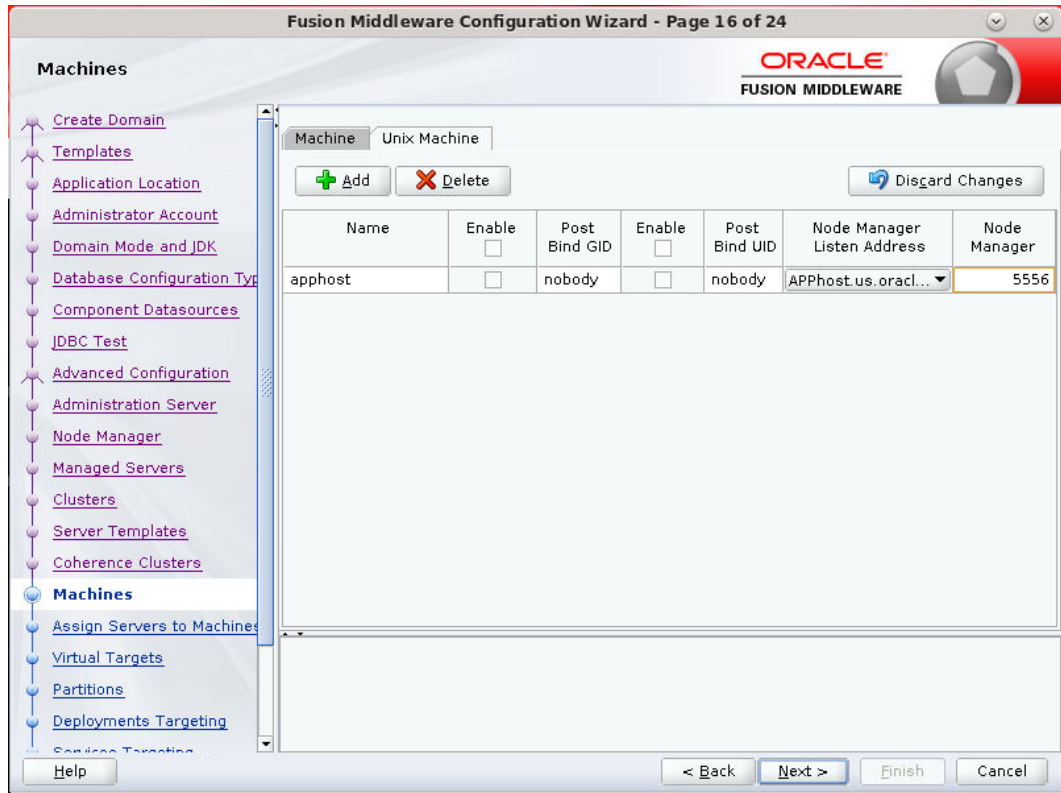 Fusion Middleware Configuration Wizard - Page 16 of 24
Machines
ORACLE
FUSION MIDDLEWARE
Create Domain
Templates
Application Location
Administrator Account
Domain Mode and JDK
Database Configuration Typ
Component Datasources
JDBC Test
Advanced Configuration
Administration Server
Node Manager
Managed Servers
Clusters
Server Templates
Coherence Clusters
Machines
Assign Servers to Machines
Virtual Targets
Partitions
Deployments Targeting
Services Targeting
Machine Unix Machine
Add Delete Discard Changes
Name Enable Post Bind GID Enable Post Bind UID Node Manager Listen Address Node Manager
apphost nobody nobody APPhost.us.oracl... 5556
Help < Back Next > Finish Cancel